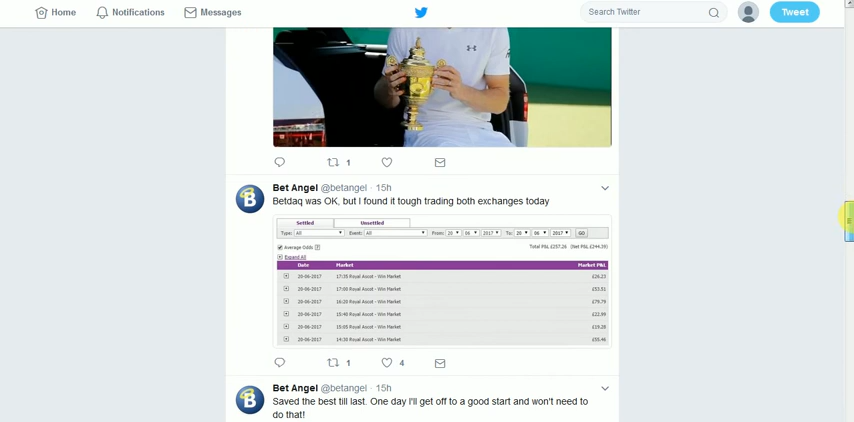 Home Notifications Messages Search Twitter Tweet
1
Bet Angel @betangel · 15h
Betdaq was OK, but I found it tough trading both exchanges today
Settled Unsettled
Type: All Event: All From: 20 06 2017 To: 20 06 2017 GO
Average Odds ? Total P&L £257.26 (Net P&L £244.39)
Expand All
Date Market Market P&L
20-06-2017 17:35 Royal Ascot - Win Market £26.23
20-06-2017 17:00 Royal Ascot - Win Market £53.51
20-06-2017 16:20 Royal Ascot - Win Market £79.79
20-06-2017 15:40 Royal Ascot - Win Market £22.99
20-06-2017 15:05 Royal Ascot - Win Market £19.28
20-06-2017 14:30 Royal Ascot - Win Market £55.46
1 4
Bet Angel @betangel · 15h
Saved the best till last. One day I'll get off to a good start and won't need to
do that!